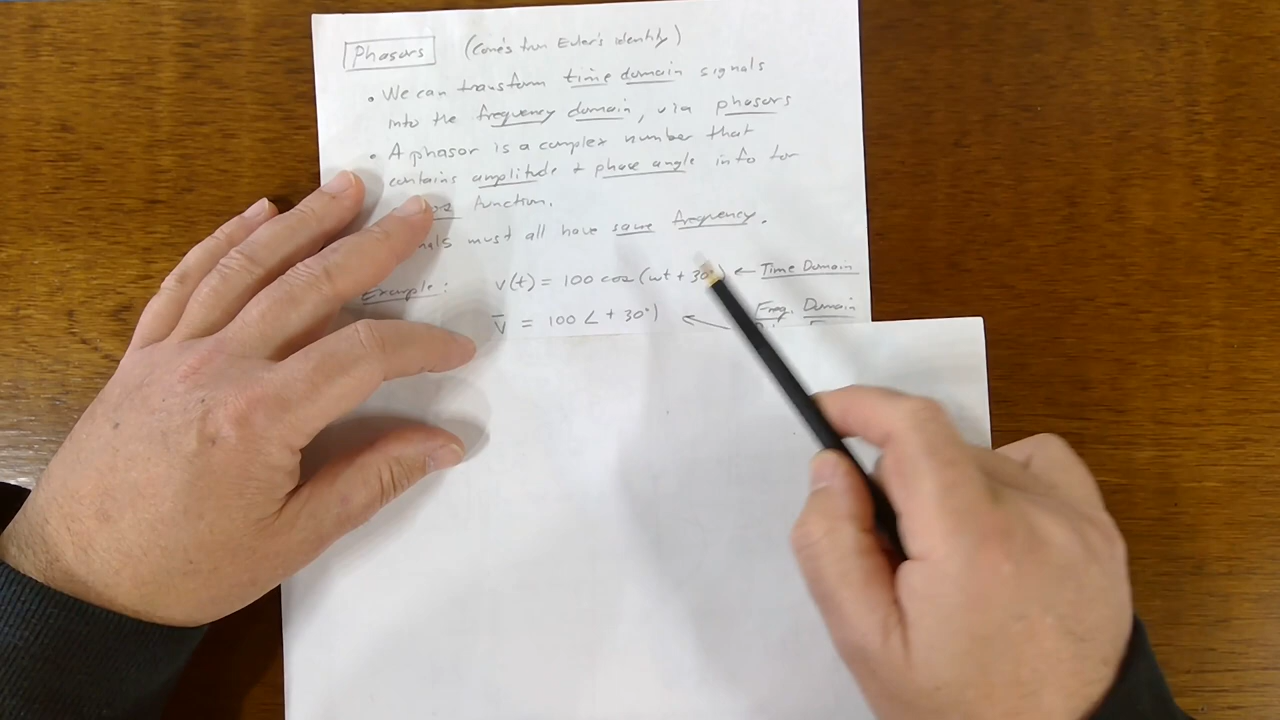 Phasors (Come's from Euler's identity)
• We can transform time domain signals
into the frequency domain, via phasors
• A phasor is a complex number that
contains amplitude + phase angle info for
function.
must all have same frequency.
Example: v(t) = 100 cos (ωt + 30°) ← Time Domain
V̅ = 100 ∠ + 30°) ← Freq. Domain